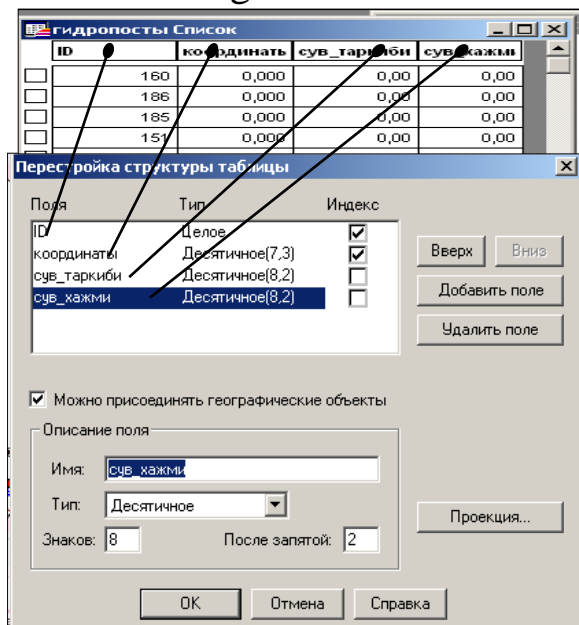 гидропосты Список
ID координать сув_таркиби сув_хажми
160 0,000 0,00 0,00
186 0,000 0,00 0,00
185 0,000 0,00 0,00
151 0,000 0,00 0,00
Перестройка структуры таблицы
Поля Тип Индекс
ID Целое
координаты Десятичное(7,3)
сув_таркиби Десятичное(8,2)
сув_хажми Десятичное(8,2)
Вверх Вниз
Добавить поле
Удалить поле
Можно присоединять географические объекты
Описание поля
Имя: сув_хажми
Тип: Десятичное
Знаков: 8 После запятой: 2
Проекция...
OK Отмена Справка